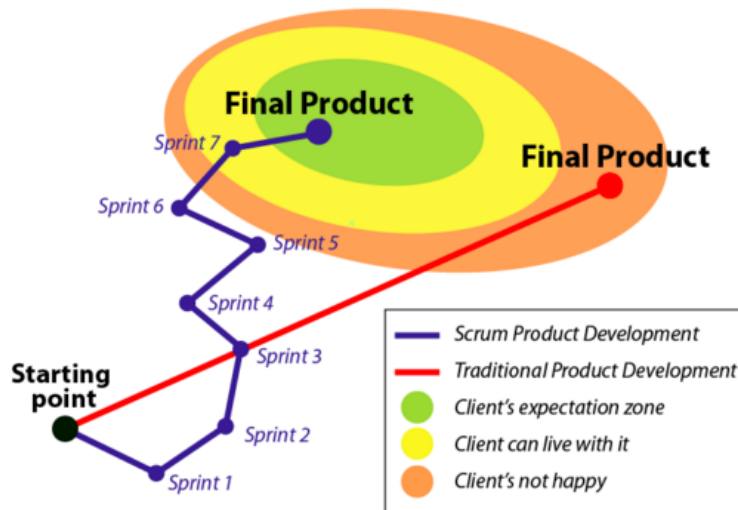 Final Product
Sprint 7
Final Product
Sprint 6
Sprint 5
Sprint 4
Sprint 3
Starting
point
Sprint 2
Sprint 1
Scrum Product Development
Traditional Product Development
Client's expectation zone
Client can live with it
Client's not happy